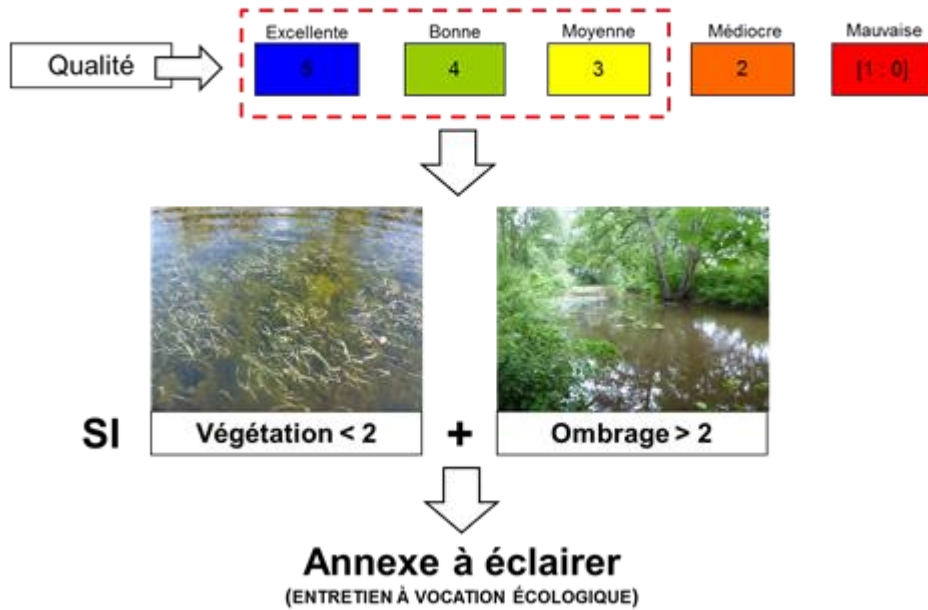 Excellente Bonne Moyenne Médiocre Mauvaise
Qualité 5 4 3 2 [1 : 0]
SI Végétation < 2 + Ombrage > 2
Annexe à éclairer
(ENTRETIEN À VOCATION ÉCOLOGIQUE)